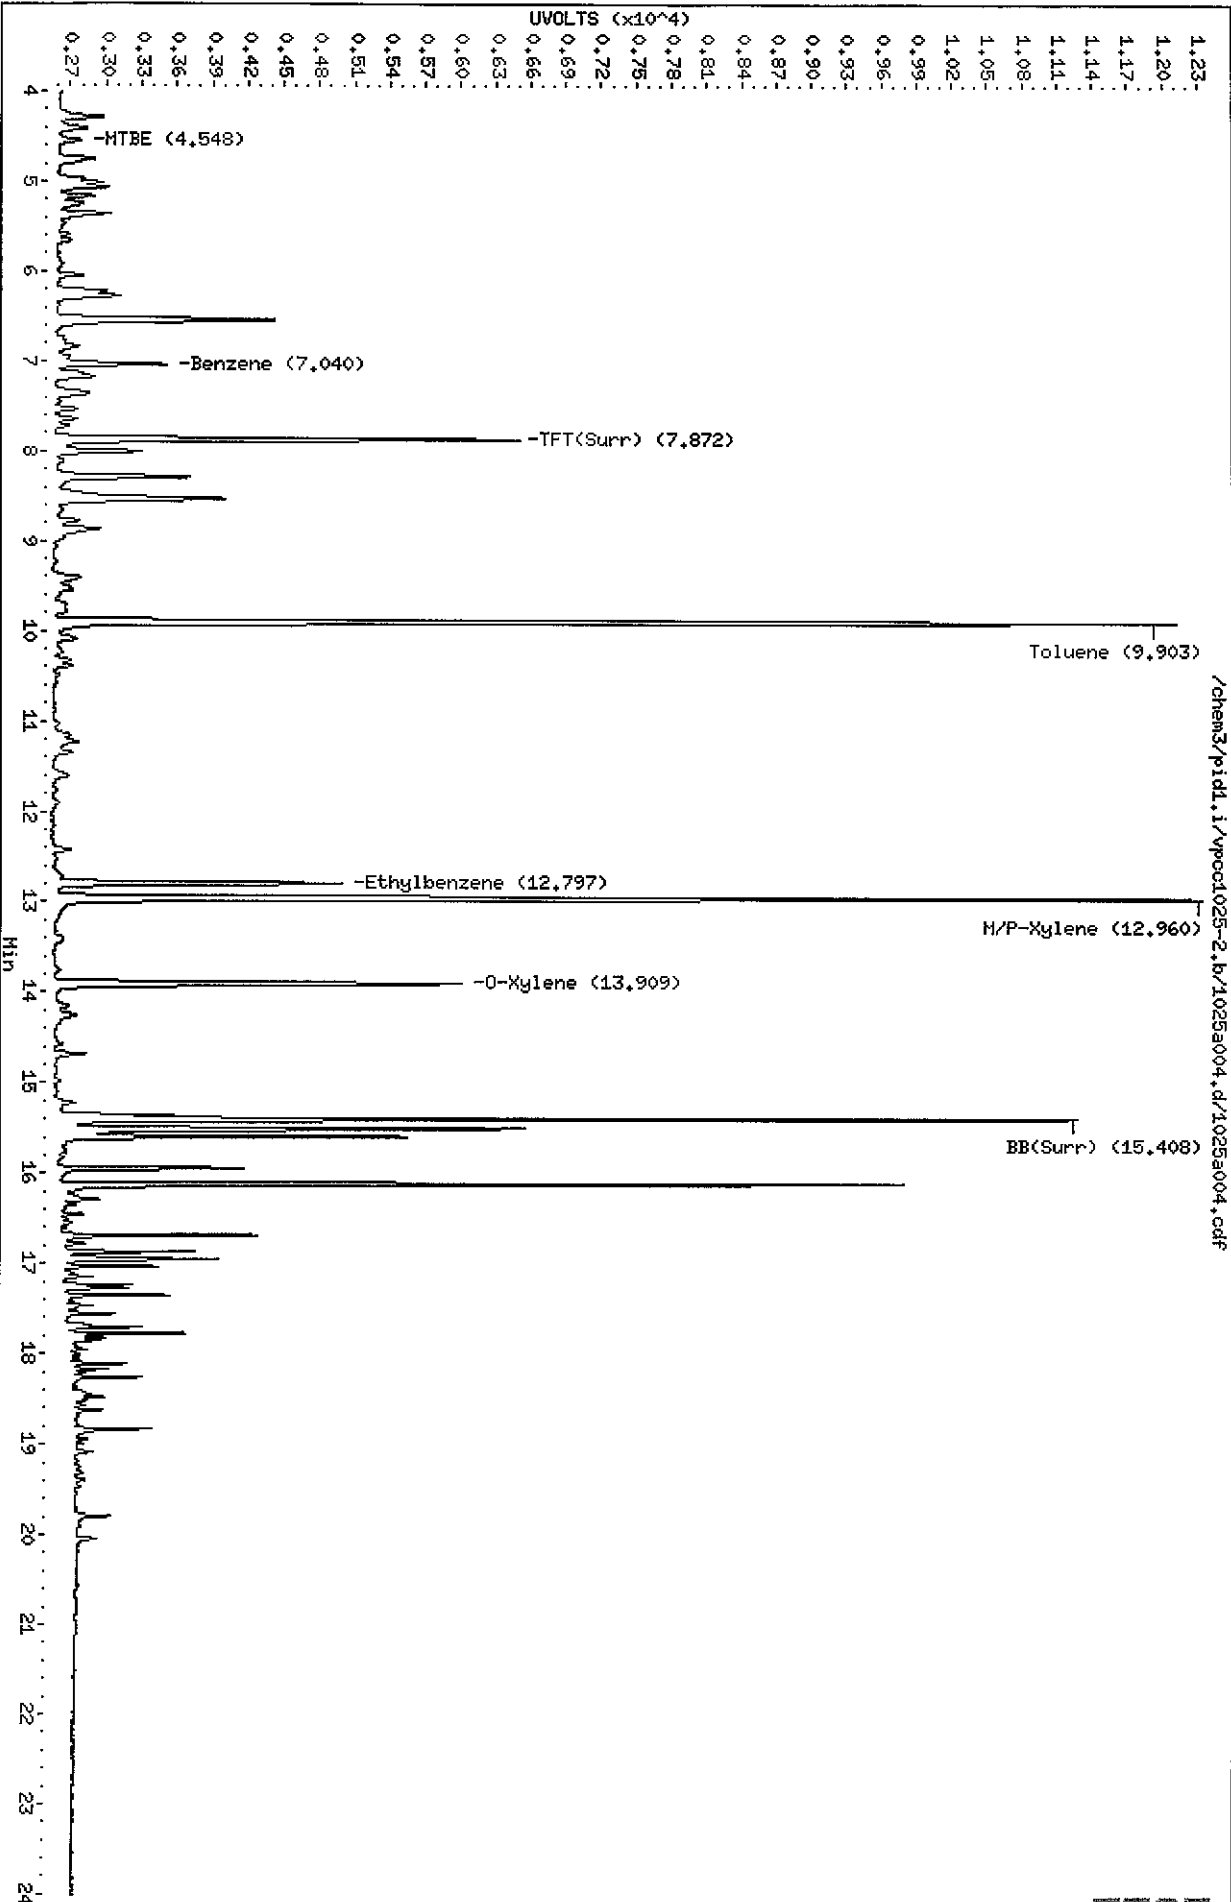 /chem3/pid1.i/vpcc1025-2.b/1025a004.d/1025a004.cdf
UVOLTS (x10^4)
1.23
1.20
1.17
1.14
1.11
1.08
1.05
1.02
0.99
0.96
0.93
0.90
0.87
0.84
0.81
0.78
0.75
0.72
0.69
0.66
0.63
0.60
0.57
0.54
0.51
0.48
0.45
0.42
0.39
0.36
0.33
0.30
0.27
-MTBE (4.548)
-Benzene (7.040)
-TFT(Surr) (7.872)
Toluene (9.903)
-Ethylbenzene (12.797)
M/P-Xylene (12.960)
-O-Xylene (13.909)
BB(Surr) (15.408)
4 5 6 7 8 9 10 11 12 13 14 15 16 17 18 19 20 21 22 23 24
Min